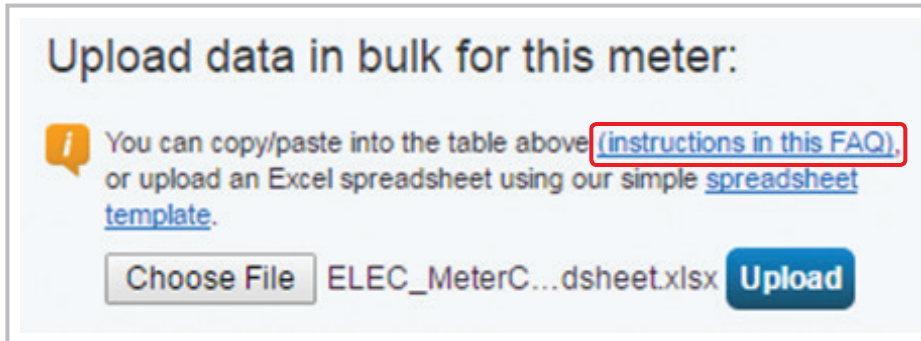 Upload data in bulk for this meter:
You can copy/paste into the table above (instructions in this FAQ),
or upload an Excel spreadsheet using our simple spreadsheet
template.
Choose File ELEC_MeterC...dsheet.xlsx Upload